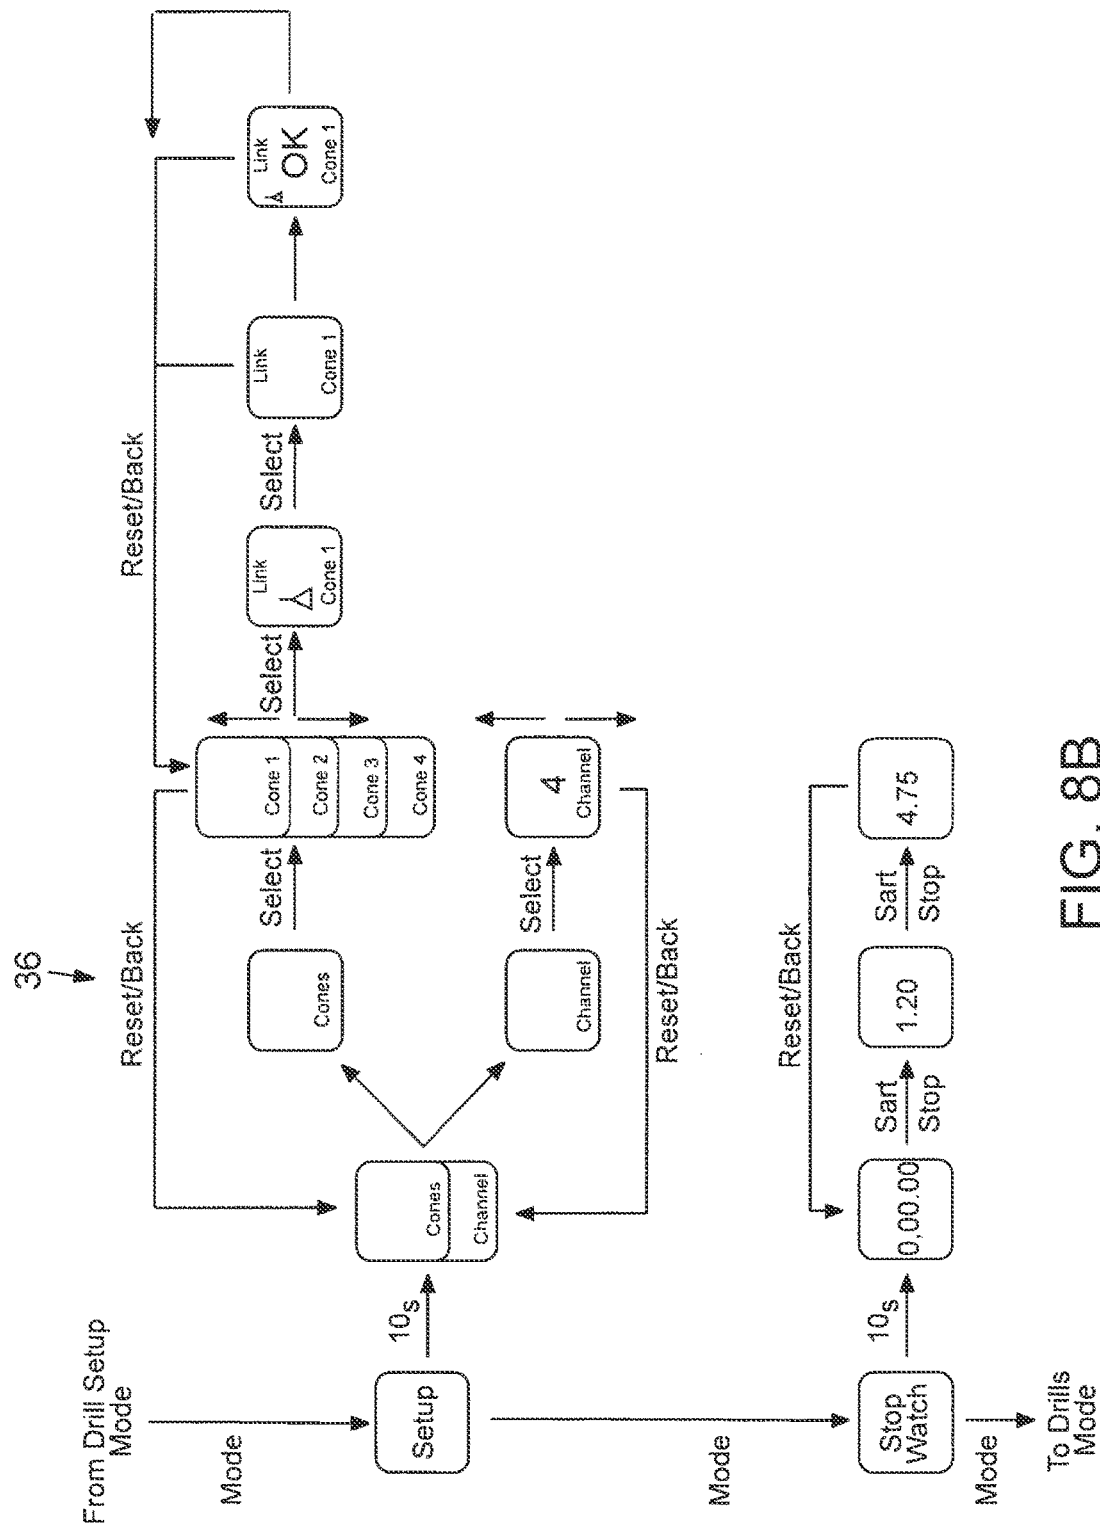 36
From Drill Setup
Mode
Mode
Setup
10s
Cones
Channel
Reset/Back
Cones
Select
Cone 1
Cone 2
Cone 3
Cone 4
Select
Reset/Back
Link
Cone 1
Select
Link
Cone 1
Link
OK
Cone 1
Channel
Select
4
Channel
Reset/Back
Mode
Stop
Watch
10s
0,00.00
Sart
Stop
1.20
Sart
Stop
4.75
Reset/Back
Mode
To Drills
Mode
FIG. 8B